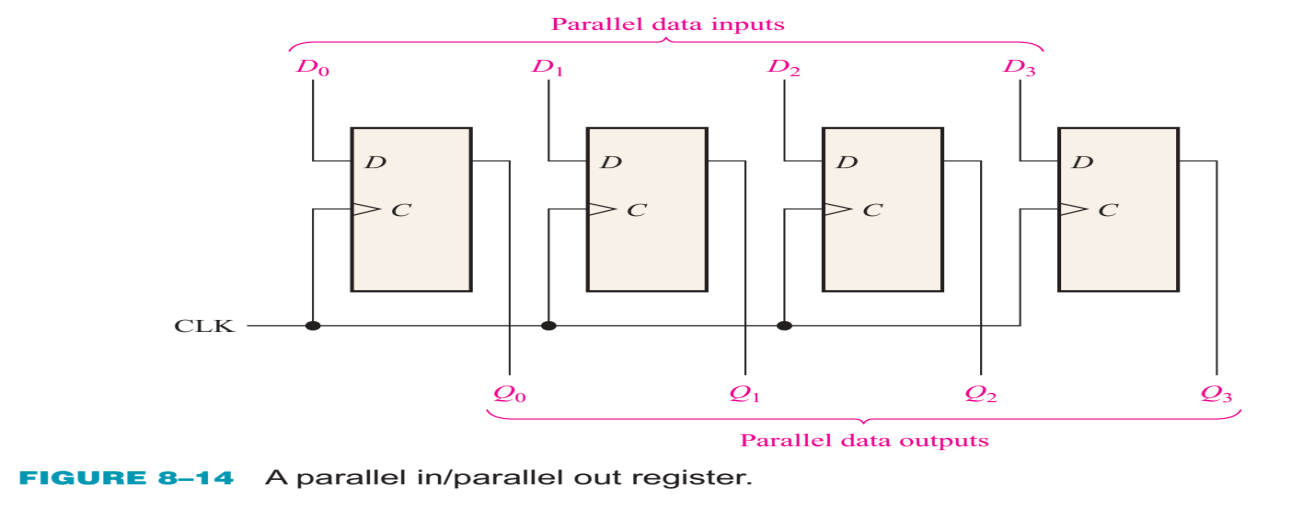 Parallel data inputs
D₀ D₁ D₂ D₃
D D D D
C C C C
CLK
Q₀ Q₁ Q₂ Q₃
Parallel data outputs
FIGURE 8–14 A parallel in/parallel out register.